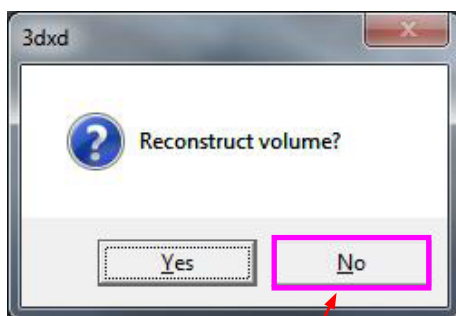 3dxd
Reconstruct volume?
Yes
No